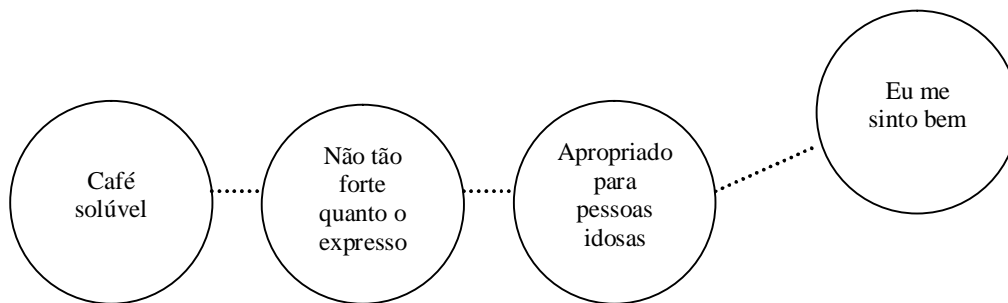 Café
solúvel
Não tão
forte
quanto o
expresso
Apropriado
para
pessoas
idosas
Eu me
sinto bem